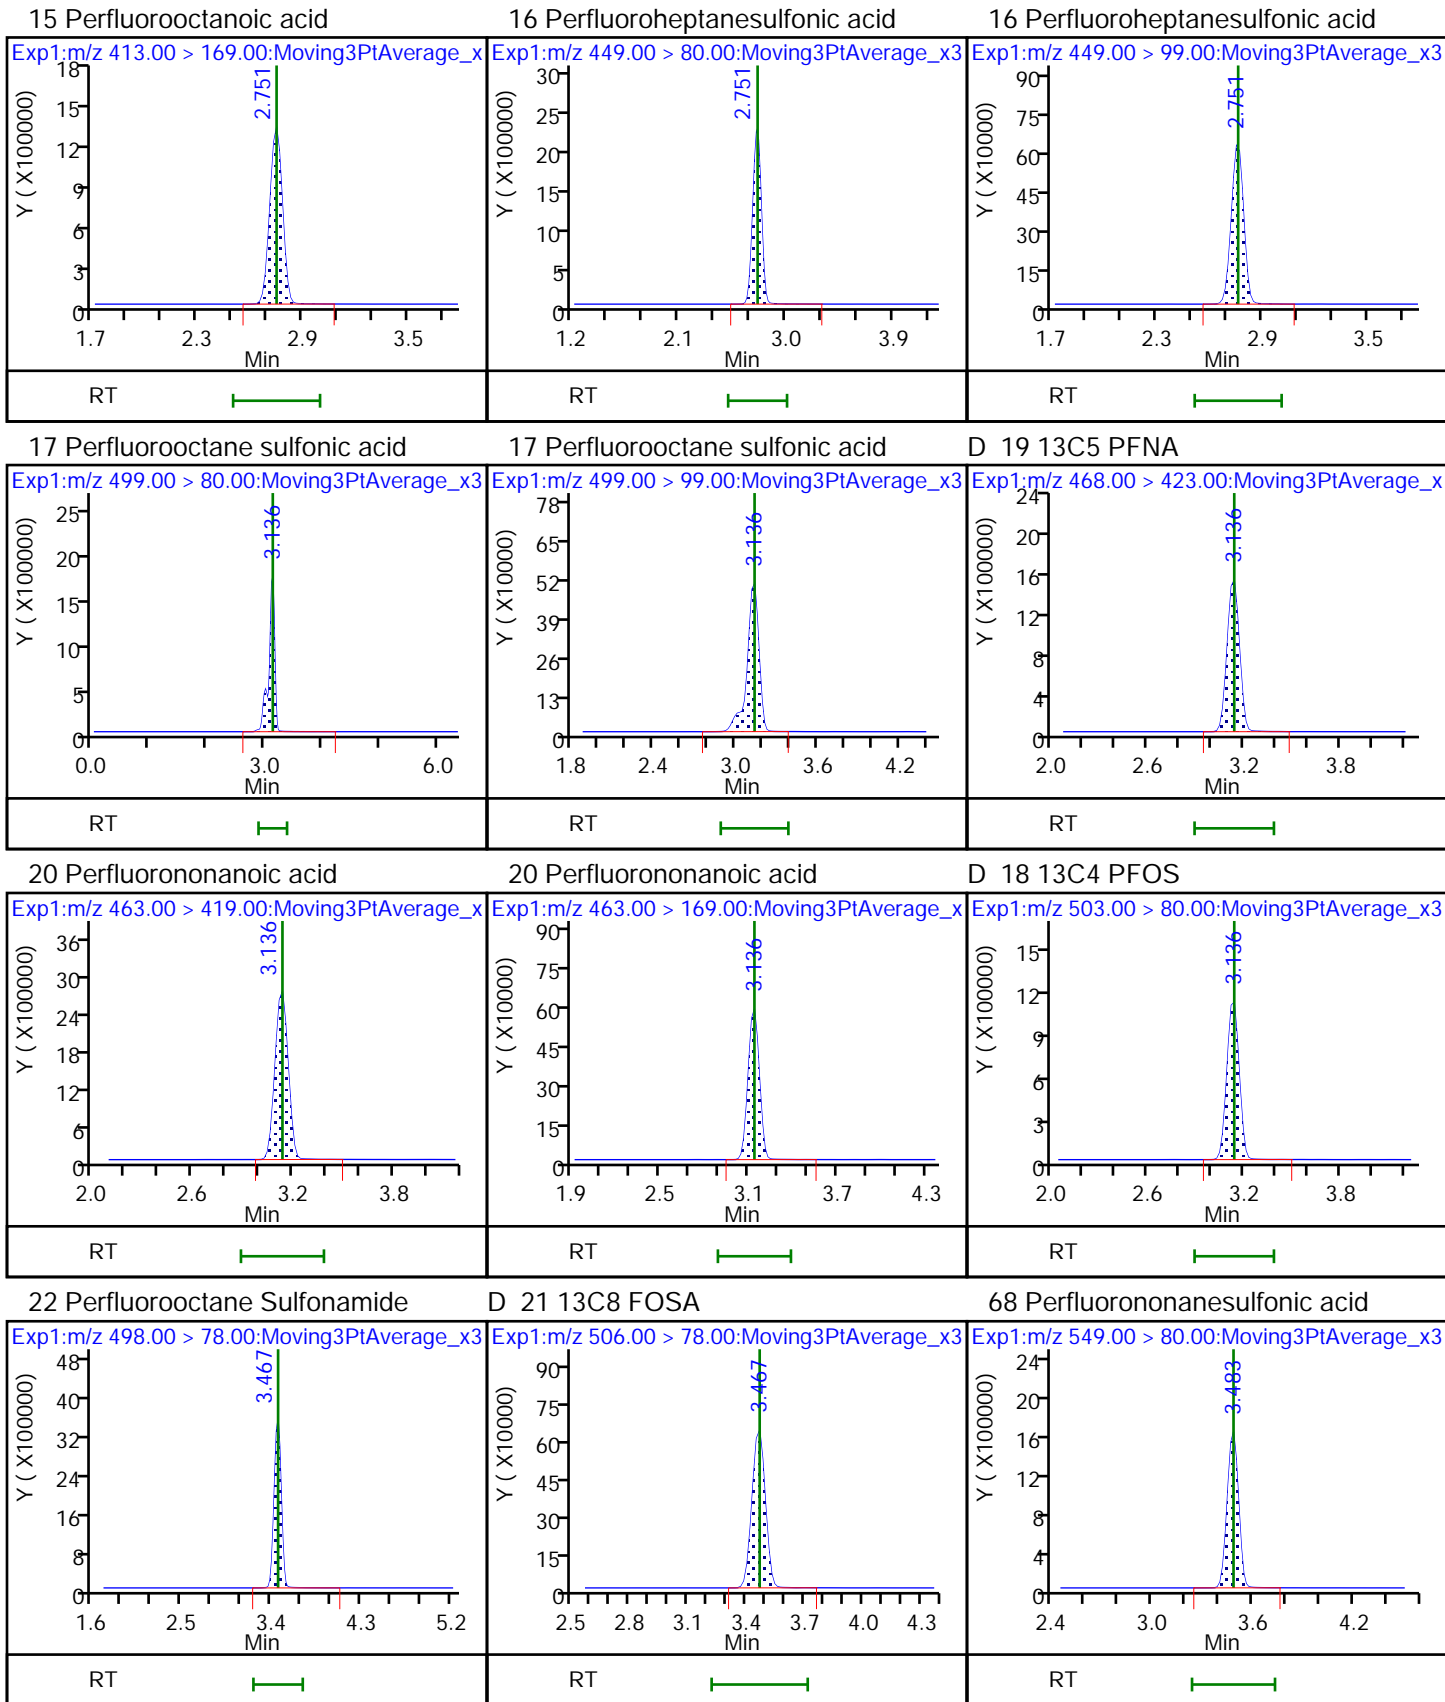 15 Perfluorooctanoic acid
Exp1:m/z 413.00 > 169.00:Moving3PtAverage_x
Y ( X100000)
18
15
12
9
6
3
0
2.751
1.7 2.3 2.9 3.5
Min
RT
16 Perfluoroheptanesulfonic acid
Exp1:m/z 449.00 > 80.00:Moving3PtAverage_x3
Y ( X100000)
30
25
20
15
10
5
0
2.751
1.2 2.1 3.0 3.9
Min
RT
16 Perfluoroheptanesulfonic acid
Exp1:m/z 449.00 > 99.00:Moving3PtAverage_x3
Y ( X10000)
90
75
60
45
30
15
0
2.751
1.7 2.3 2.9 3.5
Min
RT
17 Perfluorooctane sulfonic acid
Exp1:m/z 499.00 > 80.00:Moving3PtAverage_x3
Y ( X100000)
25
20
15
10
5
0
3.136
0.0 3.0 6.0
Min
RT
17 Perfluorooctane sulfonic acid
Exp1:m/z 499.00 > 99.00:Moving3PtAverage_x3
Y ( X10000)
78
65
52
39
26
13
0
3.136
1.8 2.4 3.0 3.6 4.2
Min
RT
D 19 13C5 PFNA
Exp1:m/z 468.00 > 423.00:Moving3PtAverage_x
Y ( X100000)
24
20
16
12
8
4
0
3.136
2.0 2.6 3.2 3.8
Min
RT
20 Perfluorononanoic acid
Exp1:m/z 463.00 > 419.00:Moving3PtAverage_x
Y ( X100000)
36
30
24
18
12
6
0
3.136
2.0 2.6 3.2 3.8
Min
RT
20 Perfluorononanoic acid
Exp1:m/z 463.00 > 169.00:Moving3PtAverage_x
Y ( X10000)
90
75
60
45
30
15
0
3.136
1.9 2.5 3.1 3.7 4.3
Min
RT
D 18 13C4 PFOS
Exp1:m/z 503.00 > 80.00:Moving3PtAverage_x3
Y ( X100000)
15
12
9
6
3
0
3.136
2.0 2.6 3.2 3.8
Min
RT
22 Perfluorooctane Sulfonamide
Exp1:m/z 498.00 > 78.00:Moving3PtAverage_x3
Y ( X100000)
48
40
32
24
16
8
0
3.467
1.6 2.5 3.4 4.3 5.2
Min
RT
D 21 13C8 FOSA
Exp1:m/z 506.00 > 78.00:Moving3PtAverage_x3
Y ( X10000)
90
75
60
45
30
15
0
3.467
2.5 2.8 3.1 3.4 3.7 4.0 4.3
Min
RT
68 Perfluorononanesulfonic acid
Exp1:m/z 549.00 > 80.00:Moving3PtAverage_x3
Y ( X100000)
24
20
16
12
8
4
0
3.483
2.4 3.0 3.6 4.2
Min
RT